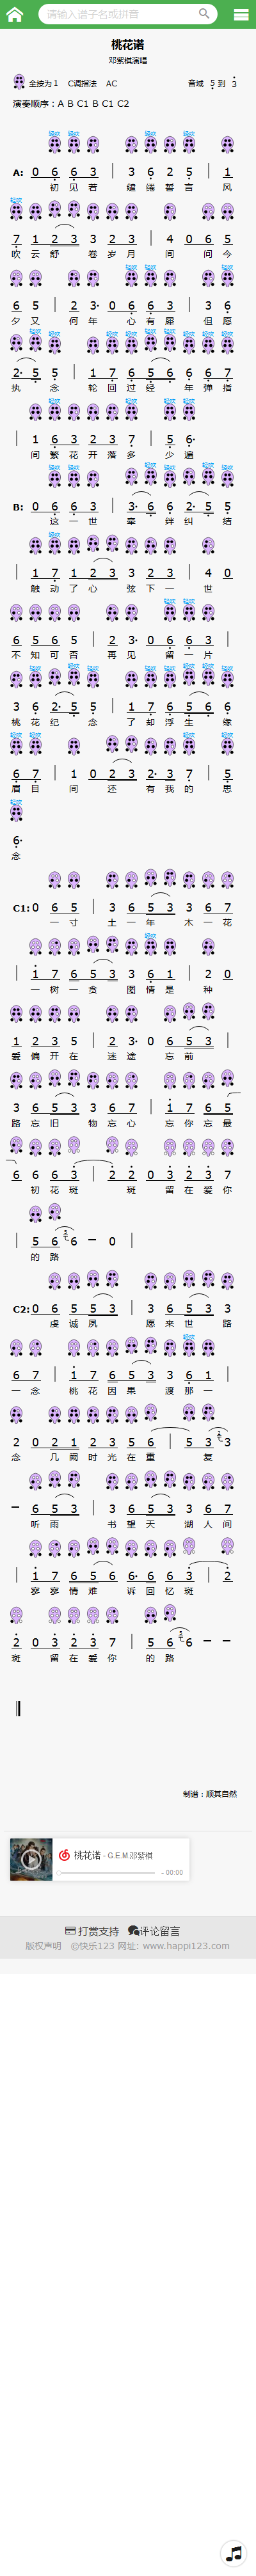 请输入谱子名或拼音
桃花诺
邓紫棋演唱
全按为1 C调指法 AC 音域 5 到 3
演奏顺序：A B C1 B C1 C2
A: 0 6 6 3 | 3 6 2 5 | 1
初 见 若 缱 绻 誓 言 风
7 1 2 3 3 2 3 | 4 0 6 5
吹 云 舒 卷 岁 月 间 问 今
6 5 | 2 3· 0 6 6 3 | 3 6
夕 又 何 年 心 有 犀 但 愿
2· 5 5 | 1 7 6 5 6 6 6 7
执 念 轮 回 过 经 年 弹 指
| 1 6 3 2 3 7 | 5 6·
间 繁 花 开 落 多 少 遍
B: 0 6 6 3 | 3· 6 6 2· 5 5
这 一 世 牵 绊 纠 结
| 1 7 1 2 3 3 2 3 | 4 0
触 动 了 心 弦 下 一 世
6 5 6 5 | 2 3· 0 6 6 3 |
不 知 可 否 再 见 留 一 片
3 6 2· 5 5 | 1 7 6 5 6 6
桃 花 纪 念 了 却 浮 生 缘
6 7 | 1 0 2 3 2· 3 7 | 5
眉 目 间 还 有 我 的 思
6·
念
C1: 0 6 5 | 3 6 5 3 3 6 7
一 寸 土 一 年 木 一 花
| 1 7 6 5 3 3 6 1 | 2 0
一 树 一 贪 图 情 是 种
1 2 3 5 | 2 3· 0 6 5 3 |
爱 偏 开 在 迷 途 忘 前
3 6 5 3 3 6 7 | 1 7 6 5
路 忘 旧 物 忘 心 忘 你 忘 最
6 6 6 3 | 2 2 0 3 2 3 7
初 花 斑 斑 留 在 爱 你
| 5 6 6 – 0 |
的 路
C2: 0 6 5 5 3 | 3 6 5 3 3
虔 诚 夙 愿 来 世 路
6 7 | 1 7 6 5 3 3 6 1 |
一 念 桃 花 因 果 渡 那 一
2 0 2 1 2 3 5 6 | 5 3 3
念 几 阙 时 光 在 重 复
– 6 5 3 | 3 6 5 3 3 6 7
听 雨 书 望 天 湖 人 间
| 1 7 6 5 6 6· 6 6 3 | 2
寥 寥 情 难 诉 回 忆 斑
2 0 3 2 3 7 | 5 6 6 – –
斑 留 在 爱 你 的 路
制谱：顺其自然
桃花诺 - G.E.M.邓紫棋
- 00:00
打赏支持 评论留言
版权声明 ©快乐123 网址：www.happi123.com